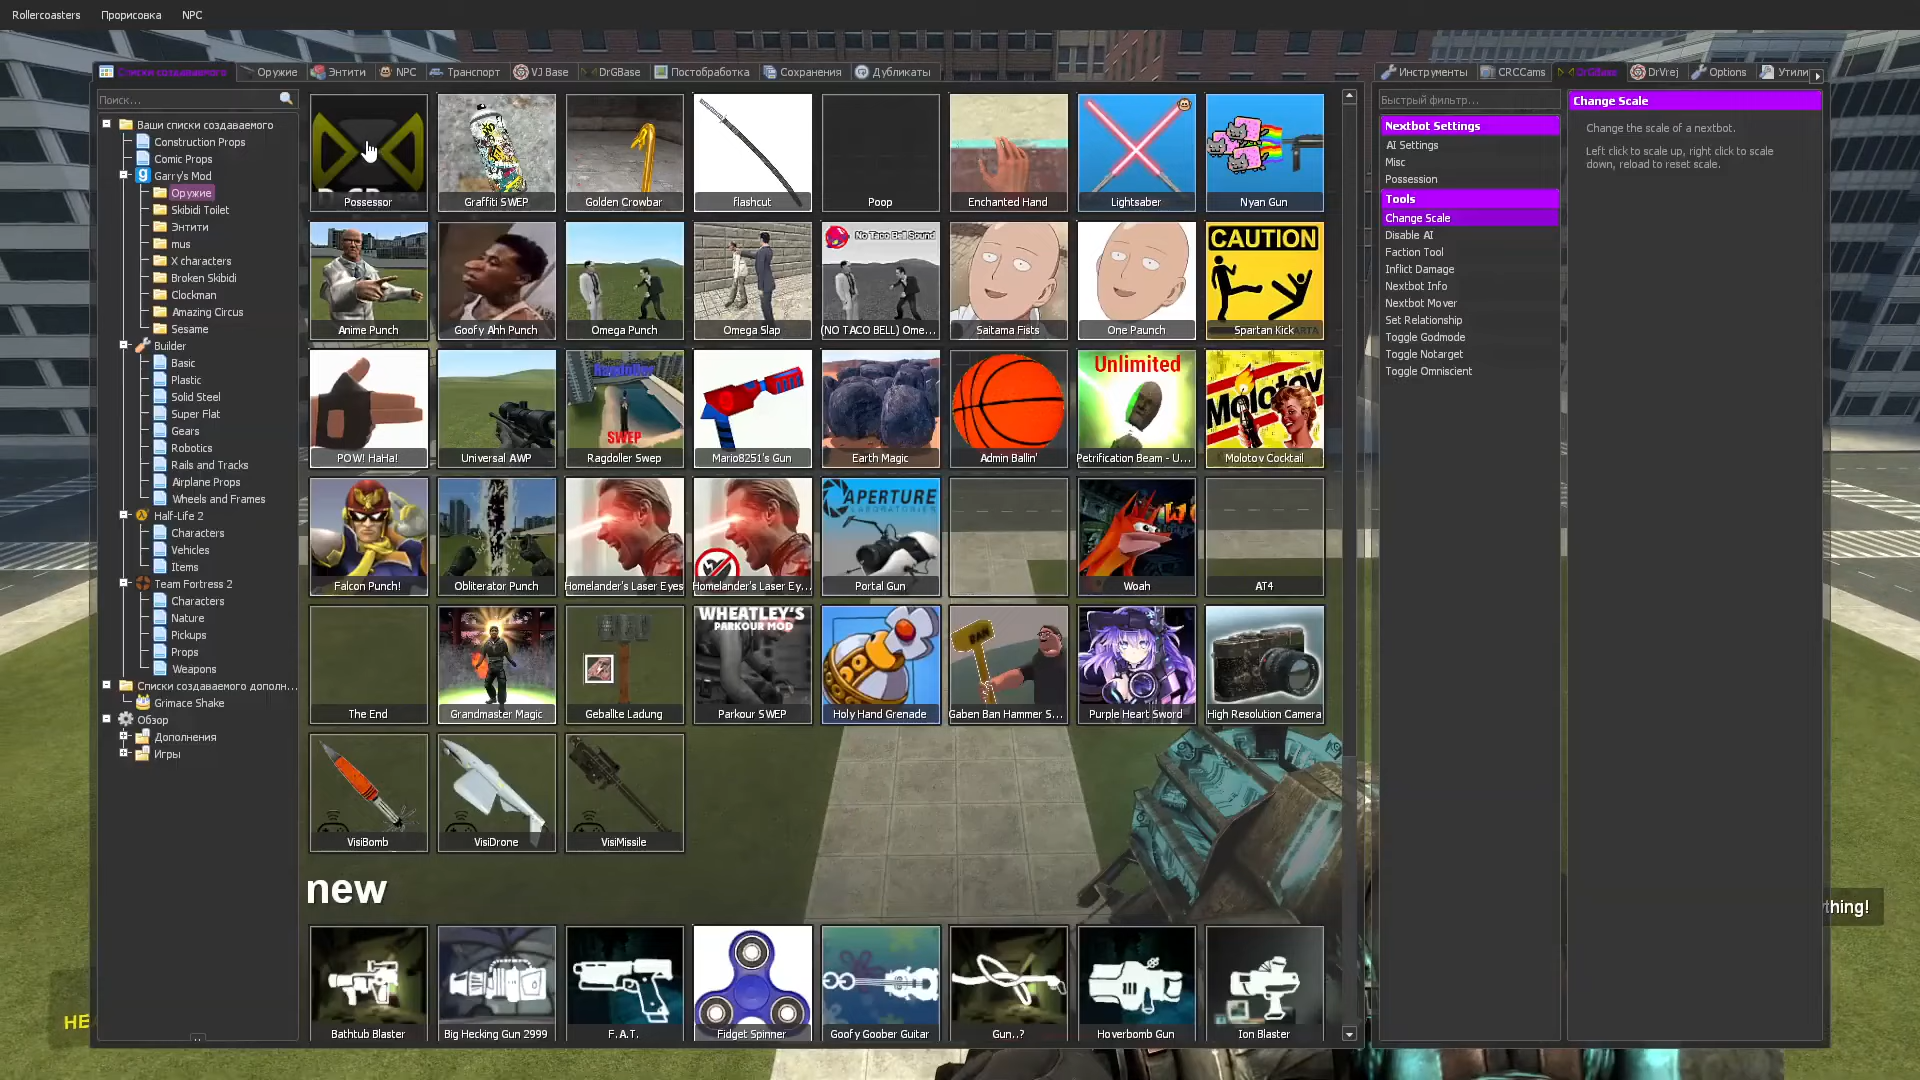 Rollercoasters Прорисовка NPC
Списки создаваемого Оружие Энтити NPC Транспорт VJ Base DrGBase Постобработка Сохранения Дубликаты
Поиск...
Ваши списки создаваемого
Construction Props
Comic Props
Garry's Mod
Оружие
Skibidi Toilet
Энтити
mus
X characters
Broken Skibidi
Clockman
Amazing Circus
Sesame
Builder
Basic
Plastic
Solid Steel
Super Flat
Gears
Robotics
Rails and Tracks
Airplane Props
Wheels and Frames
Half-Life 2
Characters
Vehicles
Items
Team Fortress 2
Characters
Nature
Pickups
Props
Weapons
Списки создаваемого дополн...
Grimace Shake
Обзор
Дополнения
Игры
Possessor Graffiti SWEP Golden Crowbar flashcut Poop Enchanted Hand Lightsaber Nyan Gun
No Taco Bell Sound
CAUTION
Anime Punch Goofy Ahh Punch Omega Punch Omega Slap (NO TACO BELL) Ome... Saitama Fists One Paunch Spartan Kick
Ragdoller
SWEP
Unlimited
Molotov
POW! HaHa! Universal AWP Ragdoller Swep Mario8251's Gun Earth Magic Admin Ballin' Petrification Beam - U... Molotov Cocktail
APERTURE
LABORATORIES
Falcon Punch! Obliterator Punch Homelander's Laser Eyes Homelander's Laser Ey... Portal Gun Woah AT4
WHEATLEY'S
PARKOUR MOD
BAN
The End Grandmaster Magic Geballte Ladung Parkour SWEP Holy Hand Grenade Gaben Ban Hammer S... Purple Heart Sword High Resolution Camera
VisiBomb VisiDrone VisiMissile
new
Bathtub Blaster Big Hecking Gun 2999 F.A.T. Fidget Spinner Goofy Goober Guitar Gun..? Hoverbomb Gun Ion Blaster
Инструменты CRCCams DrGBase DrVrej Options Утили
Быстрый фильтр...
Nextbot Settings
AI Settings
Misc
Possession
Tools
Change Scale
Disable AI
Faction Tool
Inflict Damage
Nextbot Info
Nextbot Mover
Set Relationship
Toggle Godmode
Toggle Notarget
Toggle Omniscient
Change Scale
Change the scale of a nextbot.
Left click to scale up, right click to scale
down, reload to reset scale.
thing!
HE